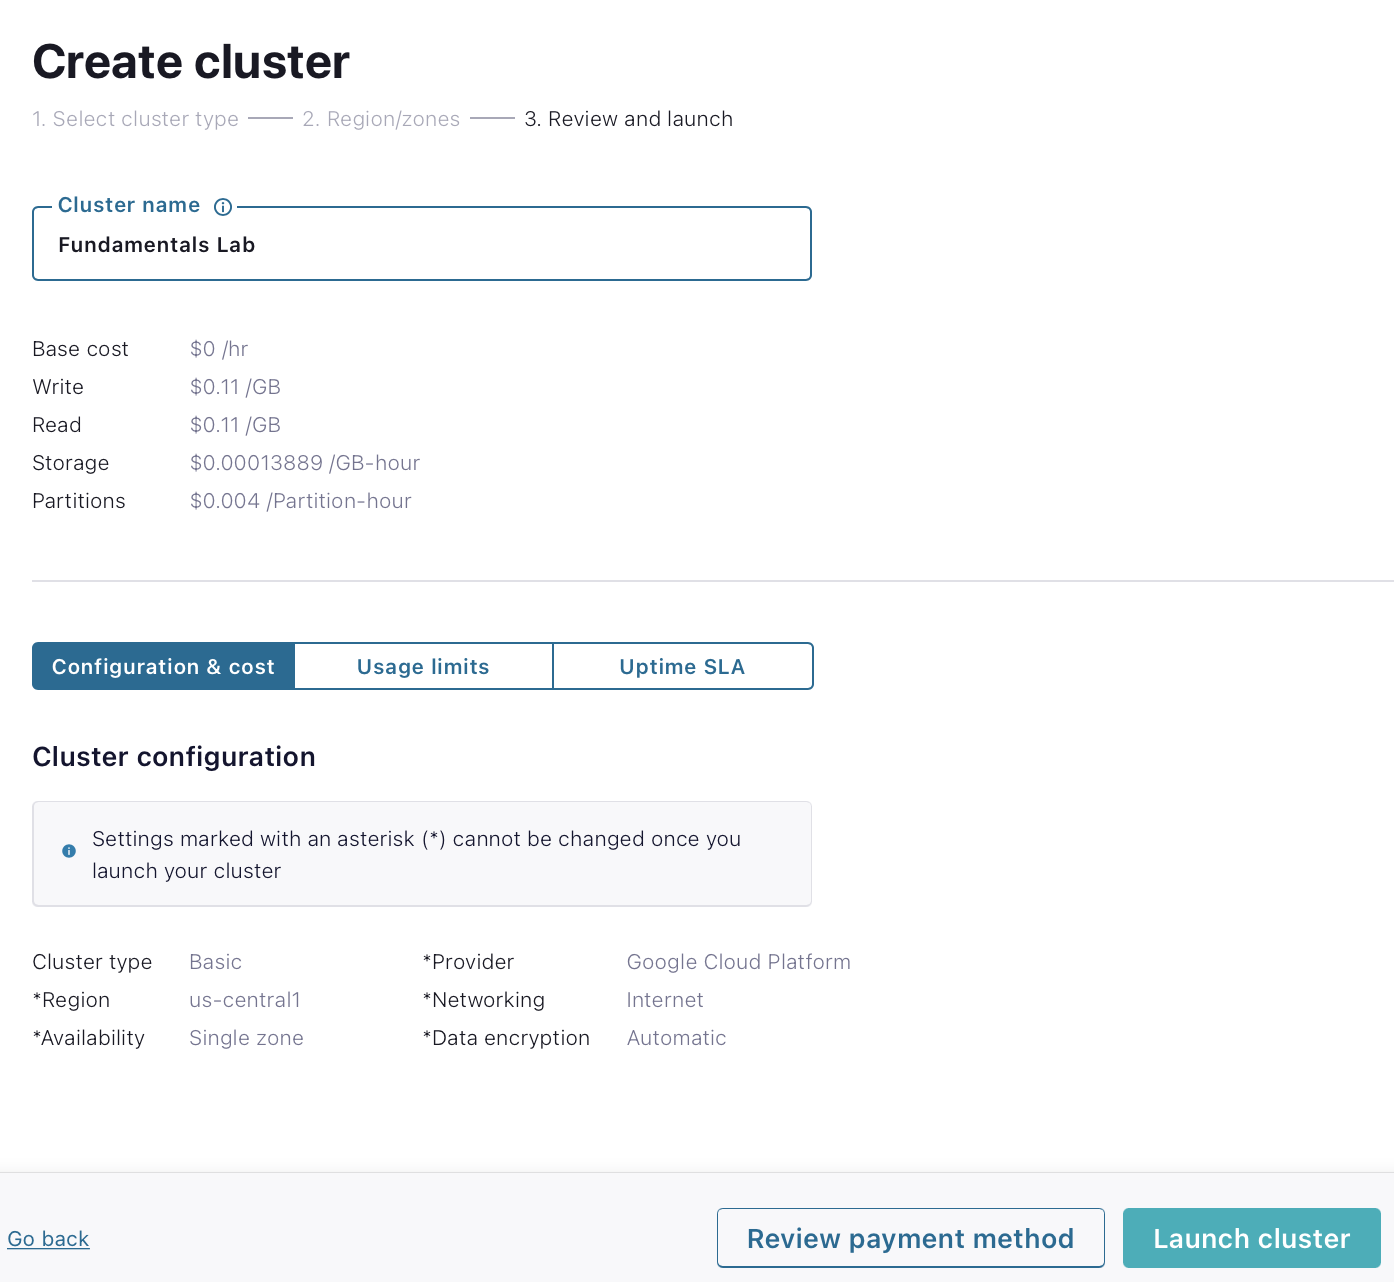 Create cluster
1. Select cluster type 2. Region/zones 3. Review and launch
Cluster name
Fundamentals Lab
Base cost $0 /hr
Write $0.11 /GB
Read $0.11 /GB
Storage $0.00013889 /GB-hour
Partitions $0.004 /Partition-hour
Configuration & cost Usage limits Uptime SLA
Cluster configuration
Settings marked with an asterisk (*) cannot be changed once you
launch your cluster
Cluster type Basic *Provider Google Cloud Platform
*Region us-central1 *Networking Internet
*Availability Single zone *Data encryption Automatic
Go back Review payment method Launch cluster